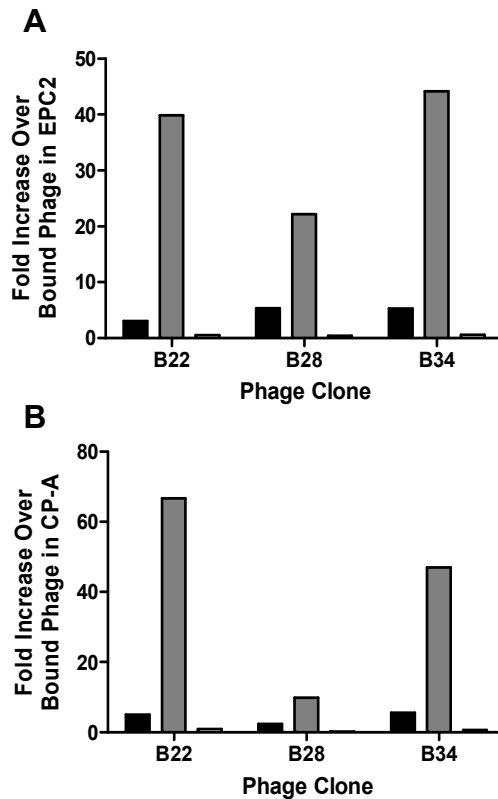 A
Fold Increase Over
Bound Phage in EPC2
50
40
30
20
10
0
B22 B28 B34
Phage Clone
B
Fold Increase Over
Bound Phage in CP-A
80
60
40
20
0
B22 B28 B34
Phage Clone